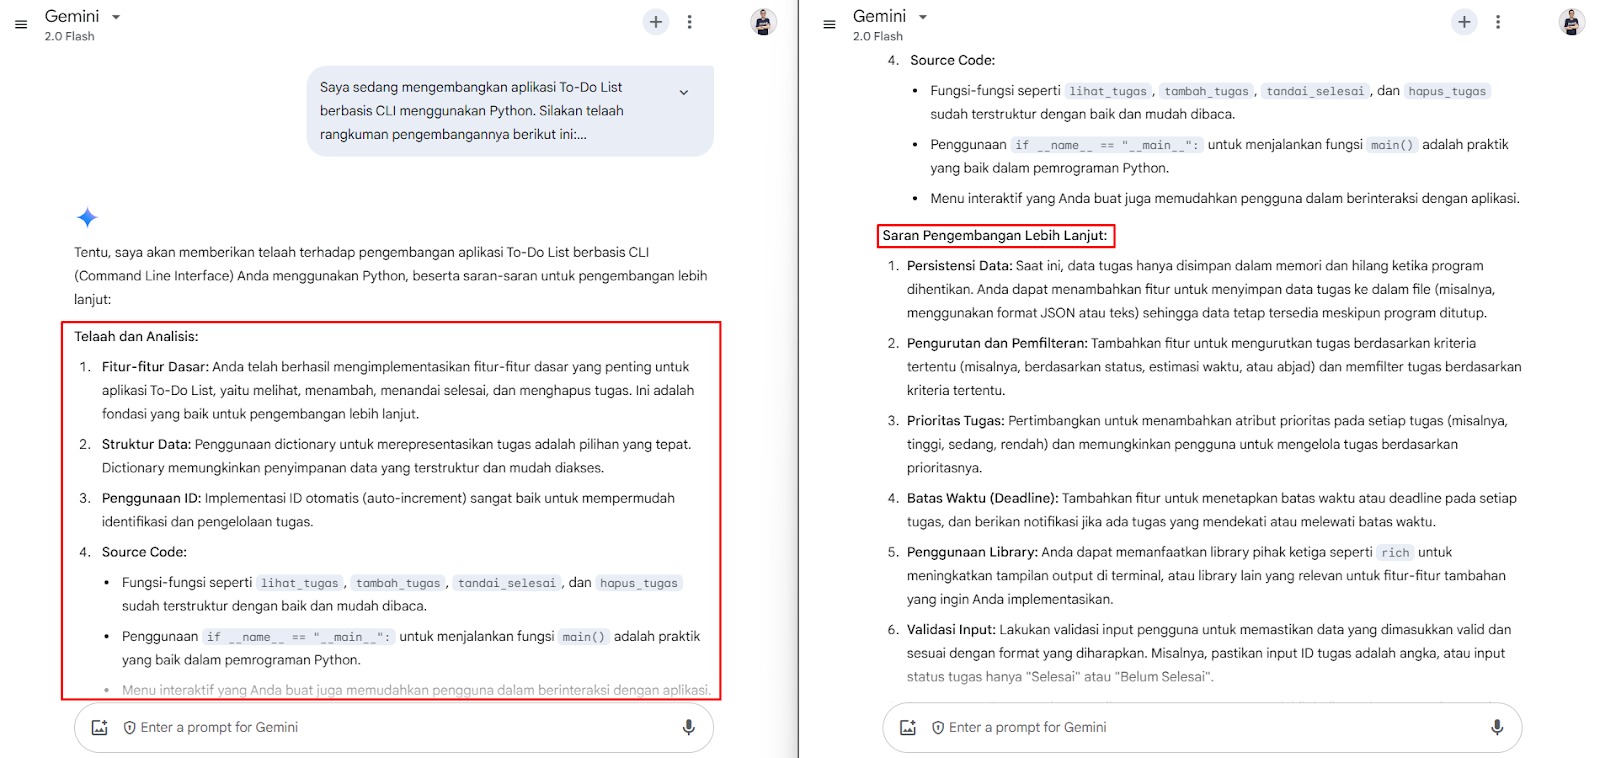 Gemini
2.0 Flash
Saya sedang mengembangkan aplikasi To-Do List
berbasis CLI menggunakan Python. Silakan telaah
rangkuman pengembangannya berikut ini:...
Tentu, saya akan memberikan telaah terhadap pengembangan aplikasi To-Do List berbasis CLI
(Command Line Interface) Anda menggunakan Python, beserta saran-saran untuk pengembangan lebih
lanjut:
Telaah dan Analisis:
1. Fitur-fitur Dasar: Anda telah berhasil mengimplementasikan fitur-fitur dasar yang penting untuk
aplikasi To-Do List, yaitu melihat, menambah, menandai selesai, dan menghapus tugas. Ini adalah
fondasi yang baik untuk pengembangan lebih lanjut.
2. Struktur Data: Penggunaan dictionary untuk merepresentasikan tugas adalah pilihan yang tepat.
Dictionary memungkinkan penyimpanan data yang terstruktur dan mudah diakses.
3. Penggunaan ID: Implementasi ID otomatis (auto-increment) sangat baik untuk mempermudah
identifikasi dan pengelolaan tugas.
4. Source Code:
• Fungsi-fungsi seperti lihat_tugas, tambah_tugas, tandai_selesai, dan hapus_tugas
sudah terstruktur dengan baik dan mudah dibaca.
• Penggunaan if __name__ == "__main__": untuk menjalankan fungsi main() adalah praktik
yang baik dalam pemrograman Python.
• Menu interaktif yang Anda buat juga memudahkan pengguna dalam berinteraksi dengan aplikasi.
Enter a prompt for Gemini
Gemini
2.0 Flash
4. Source Code:
• Fungsi-fungsi seperti lihat_tugas, tambah_tugas, tandai_selesai, dan hapus_tugas
sudah terstruktur dengan baik dan mudah dibaca.
• Penggunaan if __name__ == "__main__": untuk menjalankan fungsi main() adalah praktik
yang baik dalam pemrograman Python.
• Menu interaktif yang Anda buat juga memudahkan pengguna dalam berinteraksi dengan aplikasi.
Saran Pengembangan Lebih Lanjut:
1. Persistensi Data: Saat ini, data tugas hanya disimpan dalam memori dan hilang ketika program
dihentikan. Anda dapat menambahkan fitur untuk menyimpan data tugas ke dalam file (misalnya,
menggunakan format JSON atau teks) sehingga data tetap tersedia meskipun program ditutup.
2. Pengurutan dan Pemfilteran: Tambahkan fitur untuk mengurutkan tugas berdasarkan kriteria
tertentu (misalnya, berdasarkan status, estimasi waktu, atau abjad) dan memfilter tugas berdasarkan
kriteria tertentu.
3. Prioritas Tugas: Pertimbangkan untuk menambahkan atribut prioritas pada setiap tugas (misalnya,
tinggi, sedang, rendah) dan memungkinkan pengguna untuk mengelola tugas berdasarkan
prioritasnya.
4. Batas Waktu (Deadline): Tambahkan fitur untuk menetapkan batas waktu atau deadline pada setiap
tugas, dan berikan notifikasi jika ada tugas yang mendekati atau melewati batas waktu.
5. Penggunaan Library: Anda dapat memanfaatkan library pihak ketiga seperti rich untuk
meningkatkan tampilan output di terminal, atau library lain yang relevan untuk fitur-fitur tambahan
yang ingin Anda implementasikan.
6. Validasi Input: Lakukan validasi input pengguna untuk memastikan data yang dimasukkan valid dan
sesuai dengan format yang diharapkan. Misalnya, pastikan input ID tugas adalah angka, atau input
status tugas hanya "Selesai" atau "Belum Selesai".
Enter a prompt for Gemini